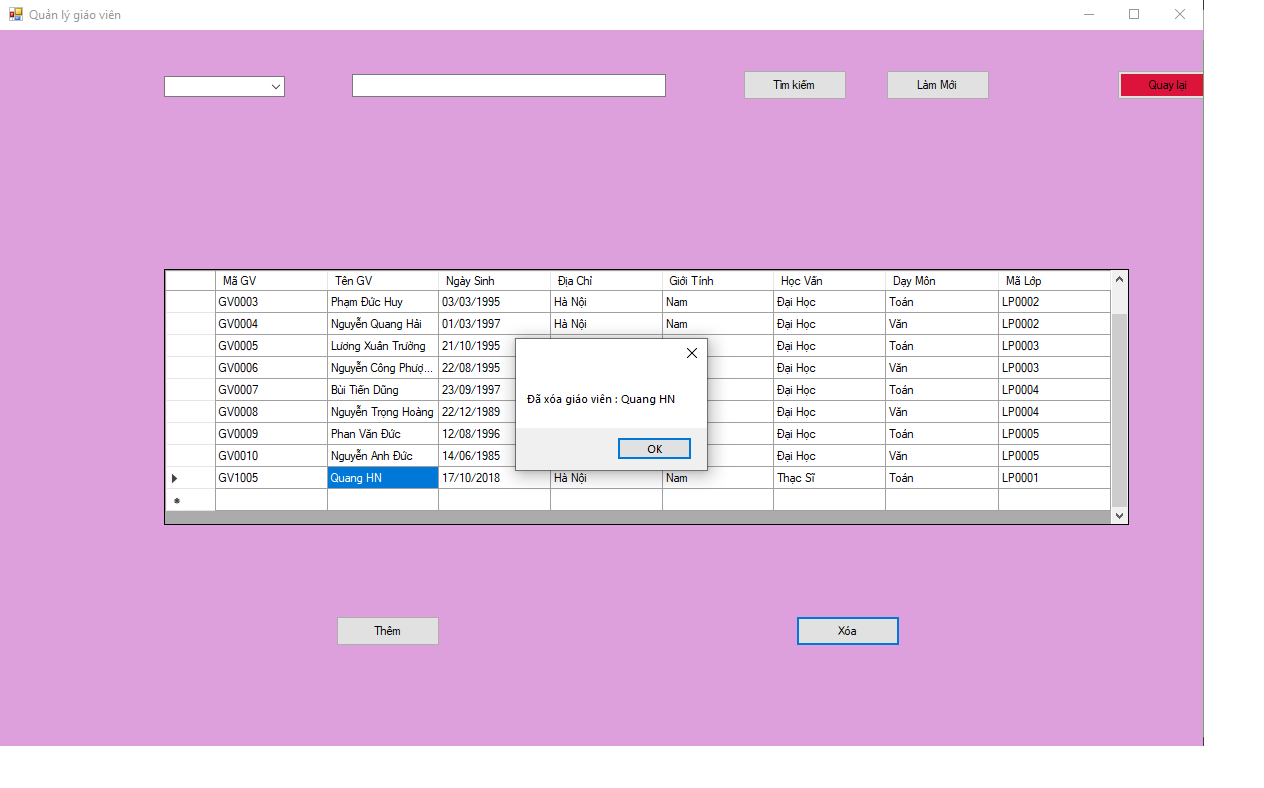 Quản lý giáo viên
Tìm kiếm Làm Mới Quay lại
Mã GV Tên GV Ngày Sinh Địa Chỉ Giới Tính Học Vấn Dạy Môn Mã Lớp
GV0003 Phạm Đức Huy 03/03/1995 Hà Nội Nam Đại Học Toán LP0002
GV0004 Nguyễn Quang Hải 01/03/1997 Hà Nội Nam Đại Học Văn LP0002
GV0005 Lương Xuân Trường 21/10/1995 Đại Học Toán LP0003
GV0006 Nguyễn Công Phượ... 22/08/1995 Đại Học Văn LP0003
GV0007 Bùi Tiến Dũng 23/09/1997 Đại Học Toán LP0004
GV0008 Nguyễn Trọng Hoàng 22/12/1989 Đại Học Văn LP0004
GV0009 Phan Văn Đức 12/08/1996 Đại Học Toán LP0005
GV0010 Nguyễn Anh Đức 14/06/1985 Đại Học Văn LP0005
GV1005 Quang HN 17/10/2018 Hà Nội Nam Thạc Sĩ Toán LP0001
Đã xóa giáo viên : Quang HN
OK
Thêm Xóa